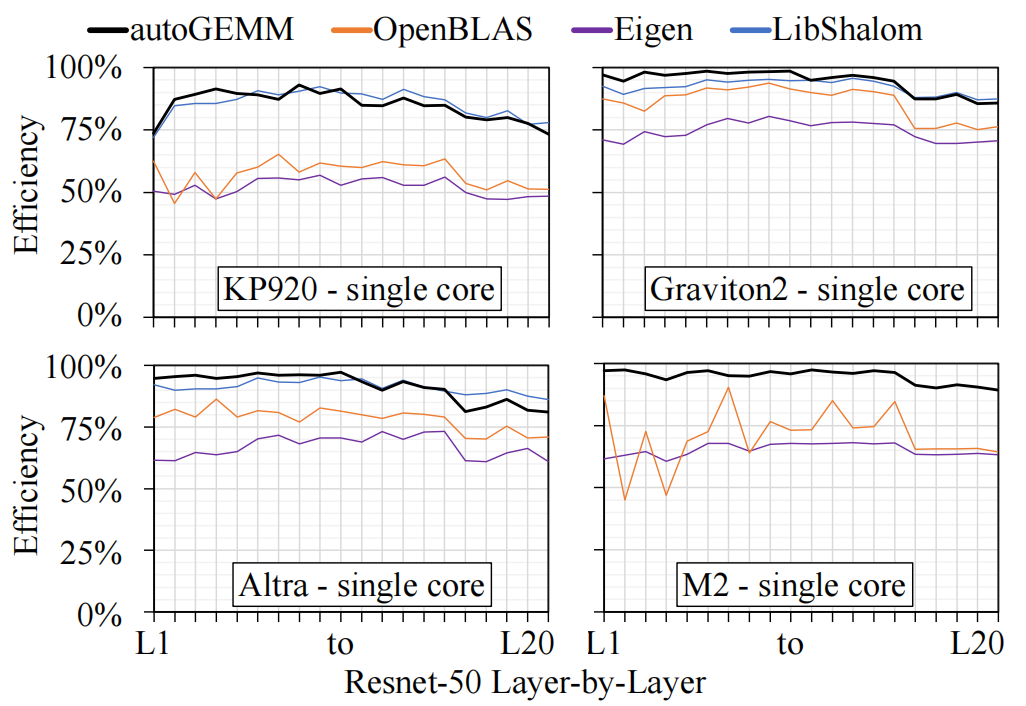 autoGEMM OpenBLAS Eigen LibShalom
100%
75%
50%
25%
0%
Efficiency
KP920 - single core
Graviton2 - single core
100%
75%
50%
25%
0%
Efficiency
Altra - single core
M2 - single core
L1 to L20 L1 to L20
Resnet-50 Layer-by-Layer